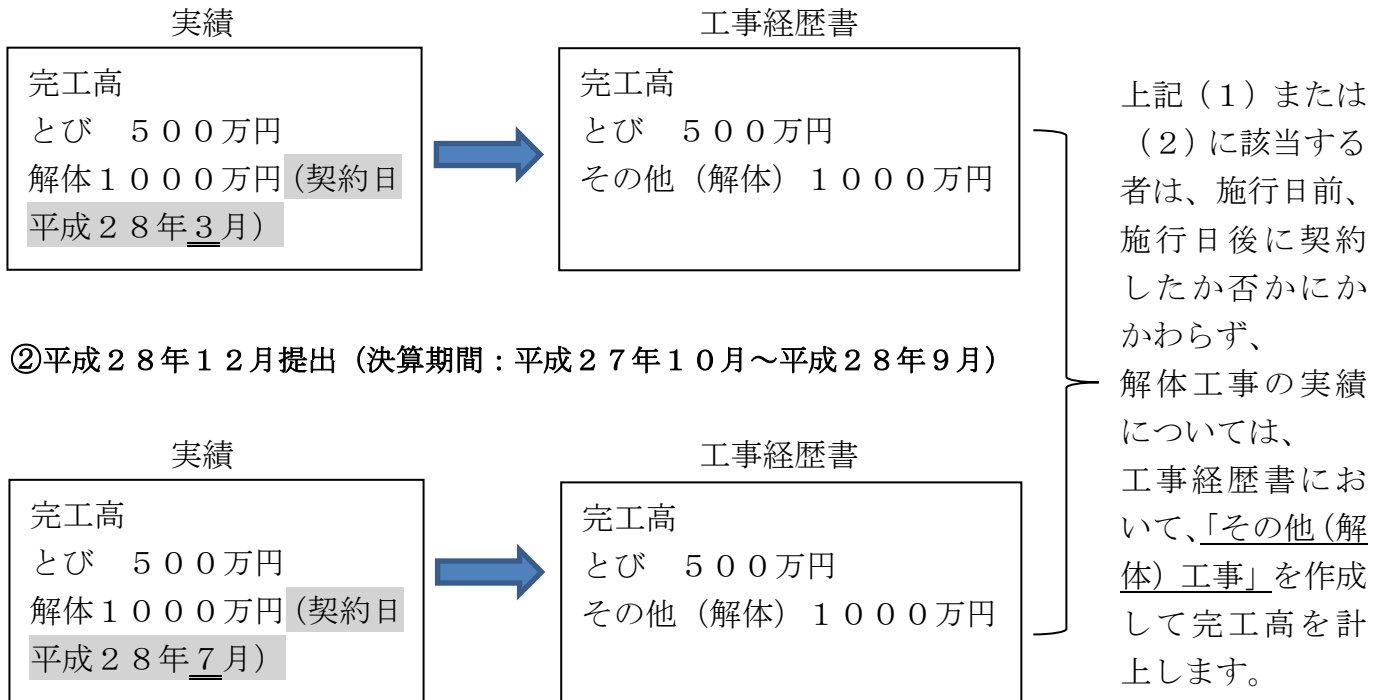 実績
完工高
とび　５００万円
解体１０００万円（契約日
平成２８年３月）
工事経歴書
完工高
とび　５００万円
その他（解体）１０００万円
②平成２８年１２月提出（決算期間：平成２７年１０月～平成２８年９月）
実績
完工高
とび　５００万円
解体１０００万円（契約日
平成２８年７月）
工事経歴書
完工高
とび　５００万円
その他（解体）１０００万円
上記（１）または
（２）に該当する
者は、施行日前、
施行日後に契約
したか否かにか
かわらず、
解体工事の実績
については、
工事経歴書にお
いて、「その他（解
体）工事」を作成
して完工高を計
上します。